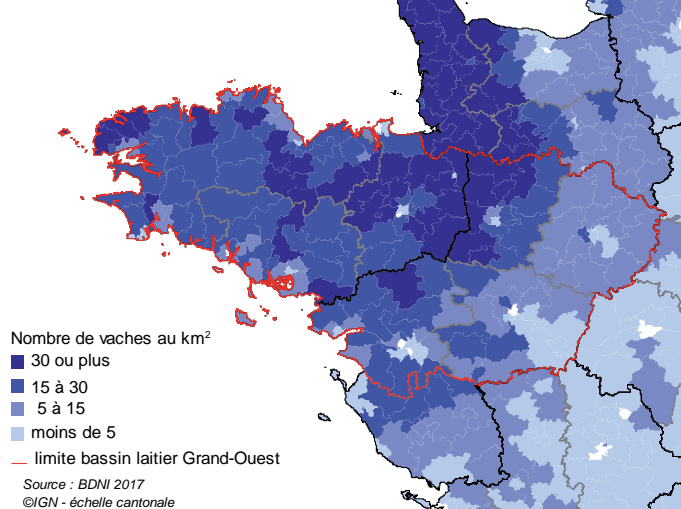 Nombre de vaches au km²
30 ou plus
15 à 30
5 à 15
moins de 5
limite bassin laitier Grand-Ouest
Source : BDNI 2017
©IGN - échelle cantonale